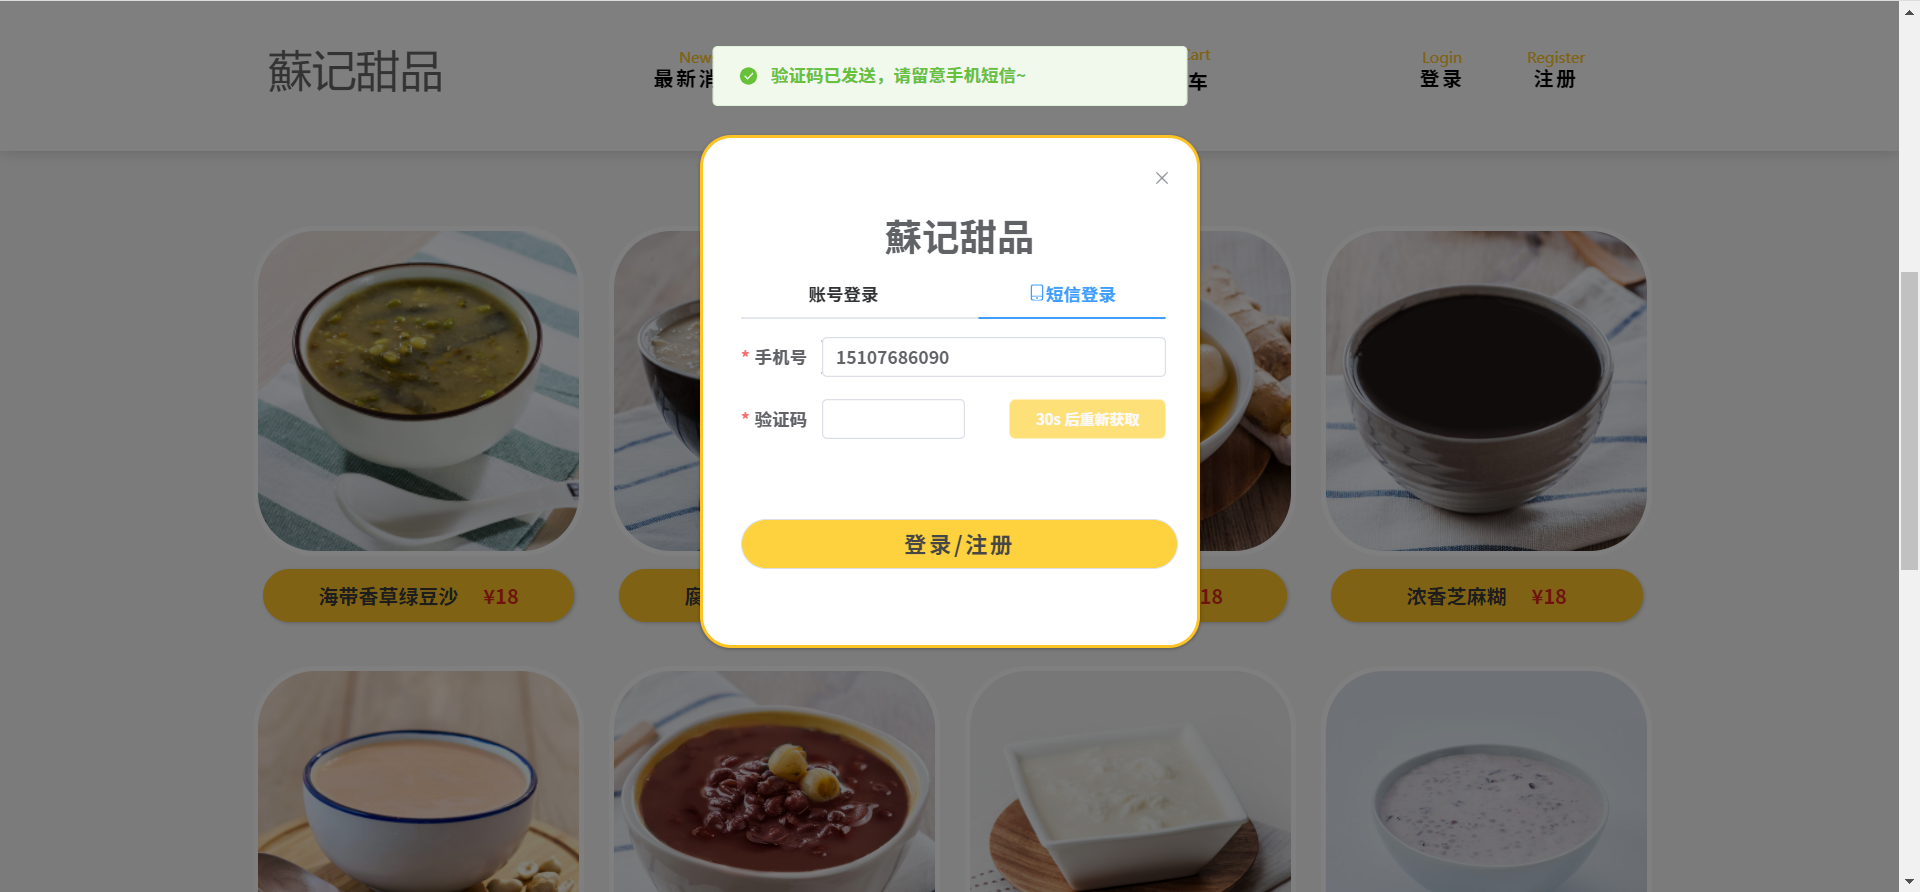 蘇记甜品
New
最新消
art
车
Login
登录
Register
注册
验证码已发送，请留意手机短信~
蘇记甜品
账号登录
短信登录
* 手机号 15107686090
* 验证码 30s 后重新获取
登录/注册
海带香草绿豆沙 ¥18
腐
18
浓香芝麻糊 ¥18